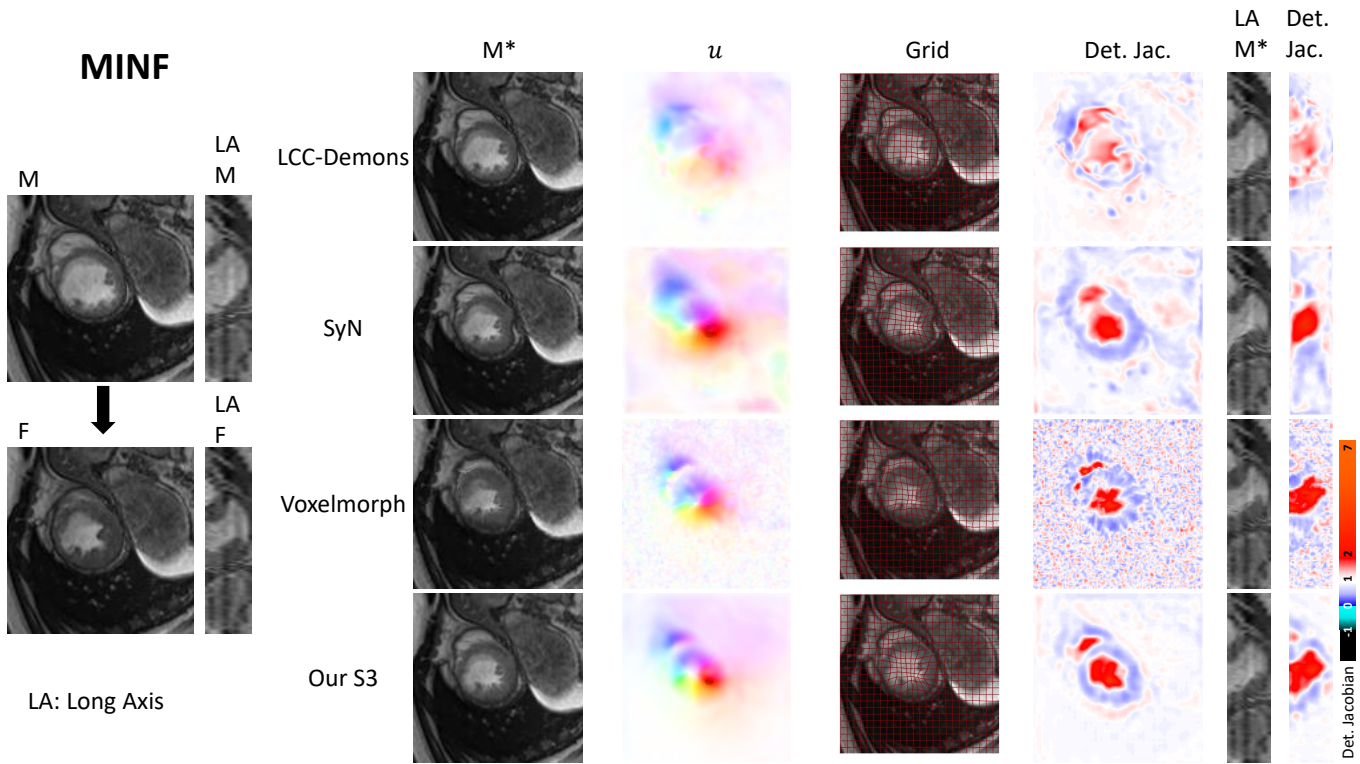 MINF
M
LA
M
F
LA
F
LA: Long Axis
M*
u
Grid
Det. Jac.
LA
M*
Det.
Jac.
LCC-Demons
SyN
Voxelmorph
Our S3
7
2
1
0
-1
Det. Jacobian